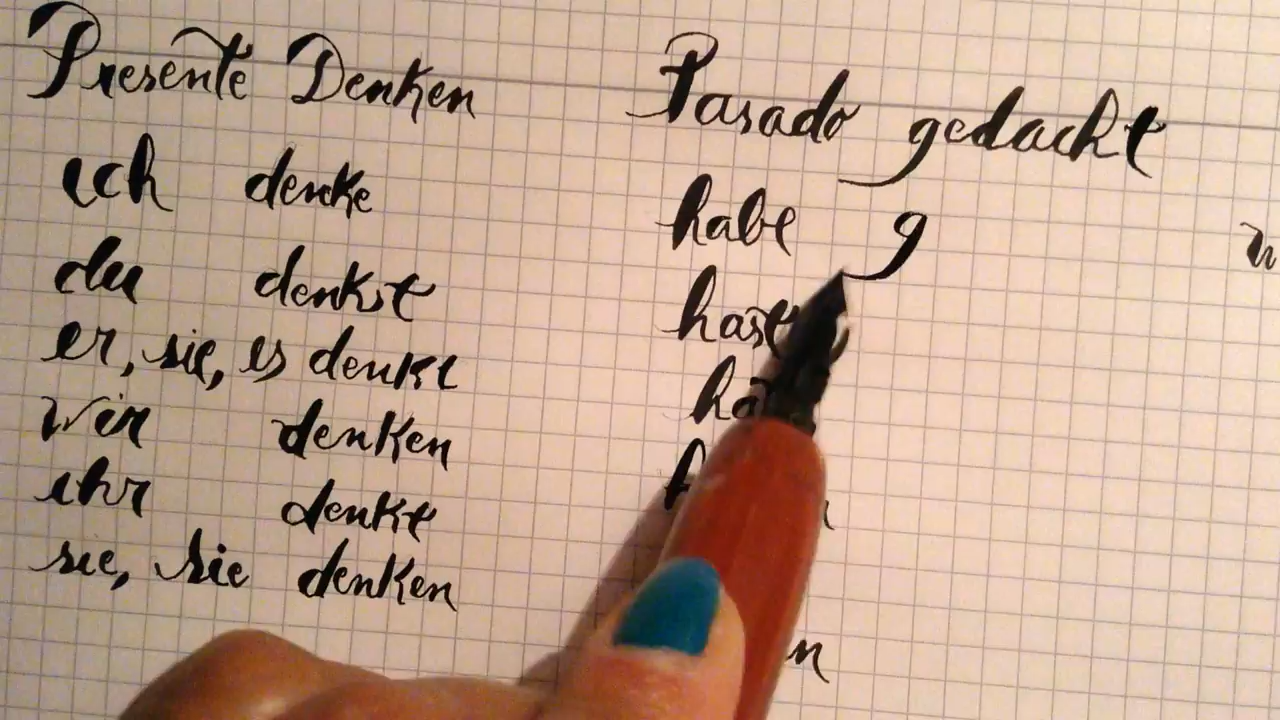 Presente Denken Pasado gedackt
ich denke habe g
du denkst hast
er, sie, es denkt
wir denken
ihr denkt
sie, sie denken